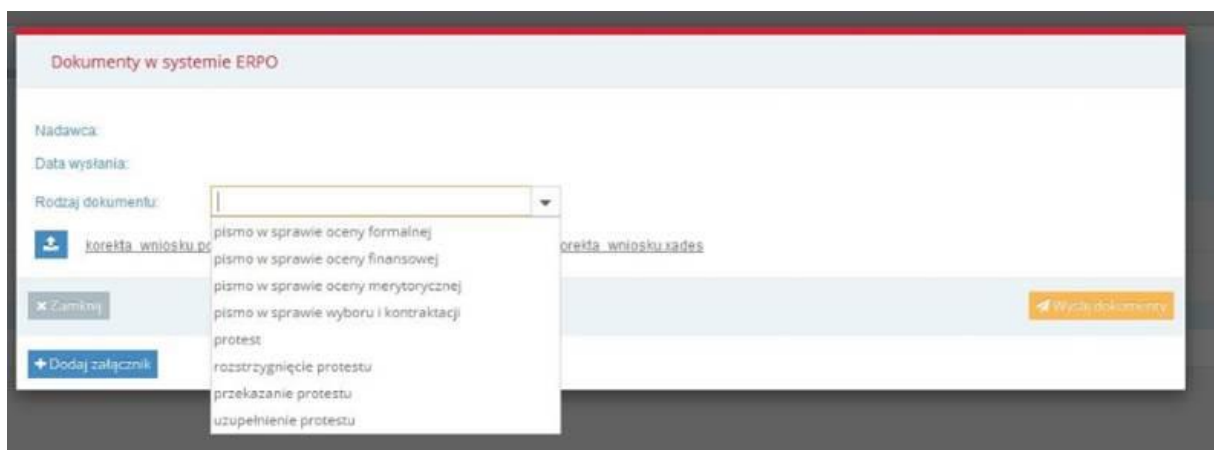 Dokumenty w systemie ERPO
Nadawca:
Data wysłania:
Rodzaj dokumentu:
pismo w sprawie oceny formalnej
korekta_wniosku.pd
orekta_wniosku.xades
pismo w sprawie oceny finansowej
pismo w sprawie oceny merytorycznej
Zamknij
pismo w sprawie wyboru i kontraktacji
Wyślij dokumenty
protest
Dodaj załącznik
rozstrzygnięcie protestu
przekazanie protestu
uzupełnienie protestu